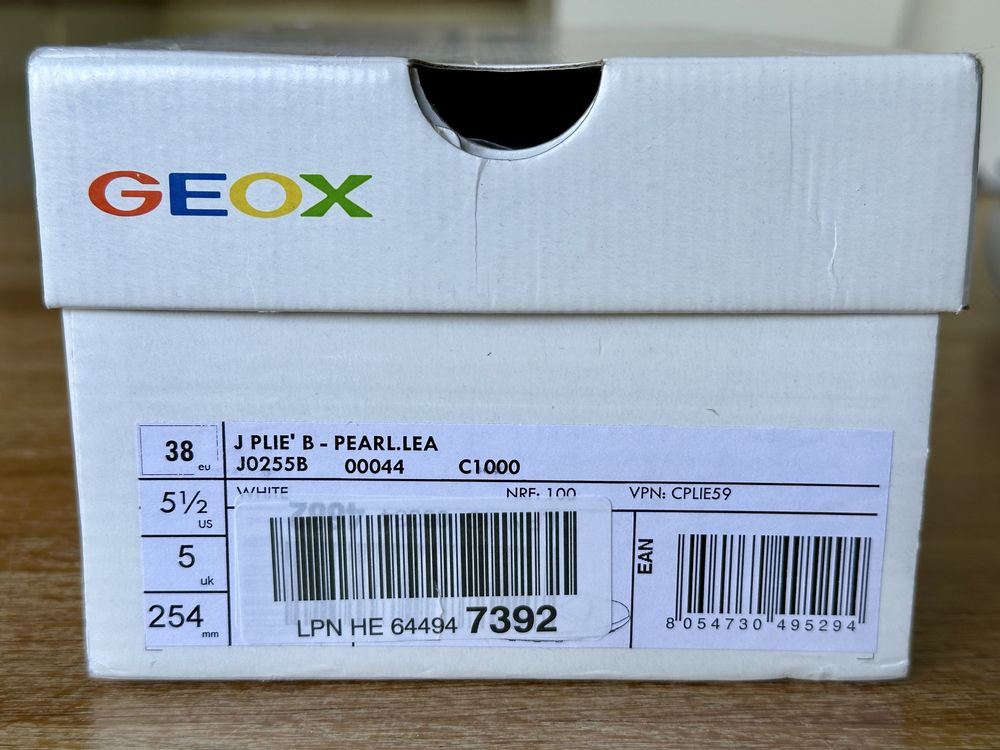 GEOX
38 eu
J PLIE' B - PEARL.LEA
J0255B 00044 C1000
5½ US
WHITE NRF: 100 VPN: CPLIE59
5 uk
254 mm
LPN HE 64494 7392
EAN
8 054730 495294